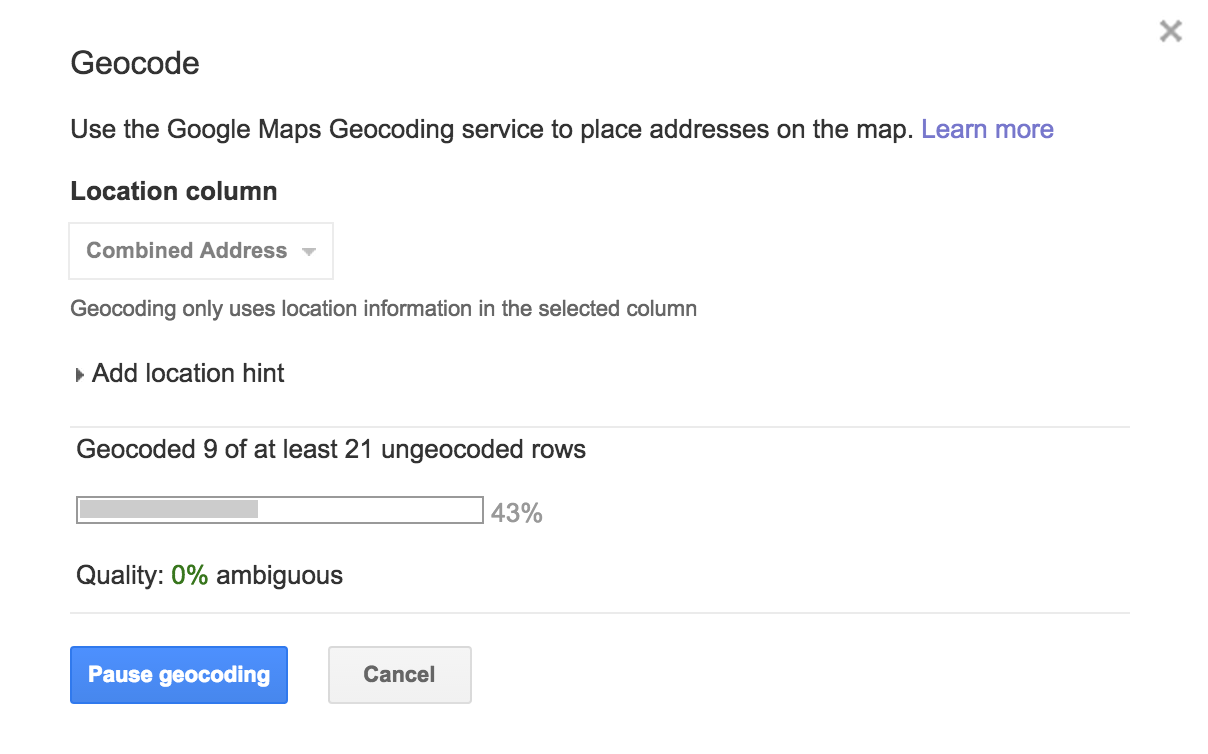 Geocode
Use the Google Maps Geocoding service to place addresses on the map. Learn more
Location column
Combined Address
Geocoding only uses location information in the selected column
Add location hint
Geocoded 9 of at least 21 ungeocoded rows
43%
Quality: 0% ambiguous
Pause geocoding
Cancel